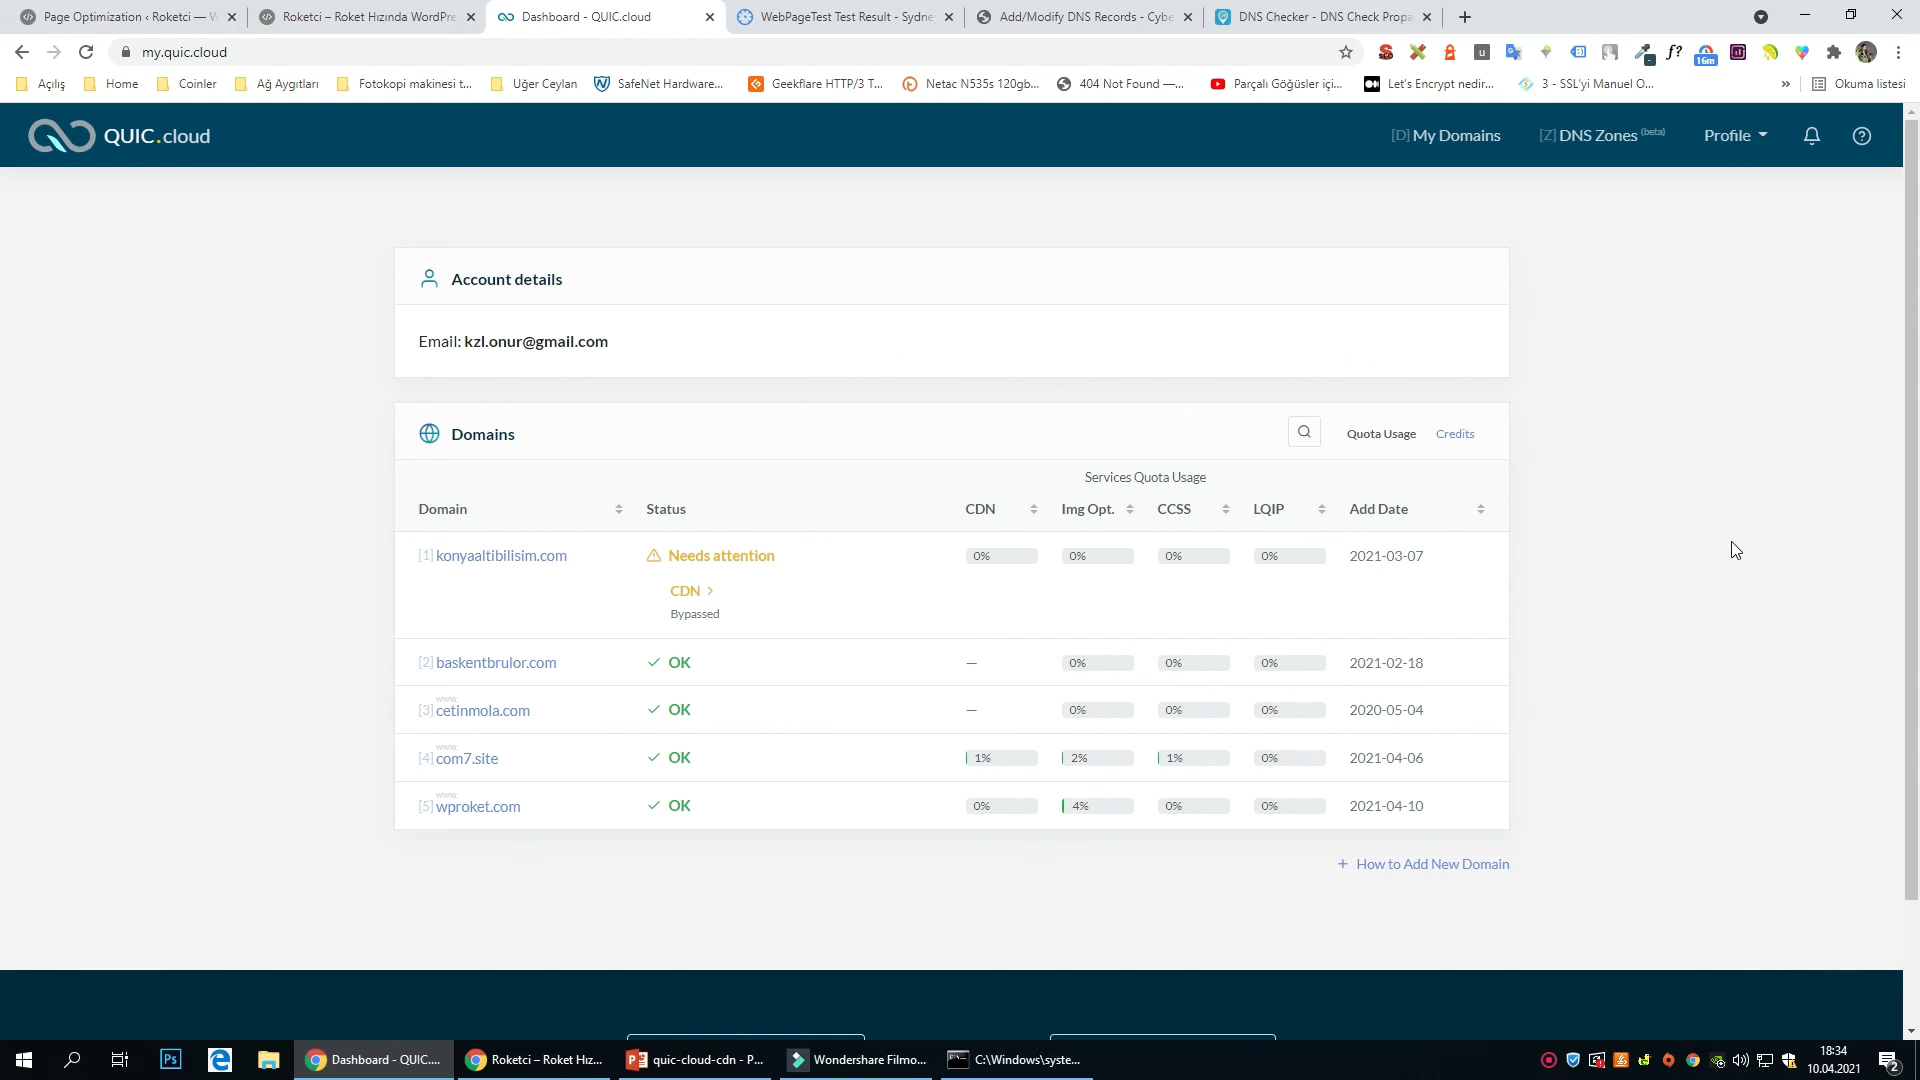 Page Optimization ‹ Roketci — W
Roketci – Roket Hızında WordPre
Dashboard - QUIC.cloud
WebPageTest Test Result - Sydne
Add/Modify DNS Records - Cybe
DNS Checker - DNS Check Propa
my.quic.cloud
f?
16m
Açılış
Home
Coinler
Ağ Aygıtları
Fotokopi makinesi t...
Uğer Ceylan
SafeNet Hardware...
Geekflare HTTP/3 T...
Netac N535s 120gb...
404 Not Found —...
Parçalı Göğüsler içi...
Let's Encrypt nedir...
3 - SSL'yi Manuel O...
»
Okuma listesi
QUIC.cloud
[D] My Domains
[Z] DNS Zones (beta)
Profile
Account details
Email: kzl.onur@gmail.com
Domains
Quota Usage
Credits
Services Quota Usage
Domain Status CDN Img Opt. CCSS LQIP Add Date
[1] konyaaltibilisim.com Needs attention 0% 0% 0% 0% 2021-03-07
CDN >
Bypassed
[2] baskentbrulor.com OK — 0% 0% 0% 2021-02-18
www.
[3] cetinmola.com OK — 0% 0% 0% 2020-05-04
www.
[4] com7.site OK 1% 2% 1% 0% 2021-04-06
www.
[5] wproket.com OK 0% 4% 0% 0% 2021-04-10
+ How to Add New Domain
Ps
Dashboard - QUIC....
Roketci – Roket Hız...
quic-cloud-cdn - P...
Wondershare Filmo...
C:\Windows\syste...
18:34
10.04.2021
2